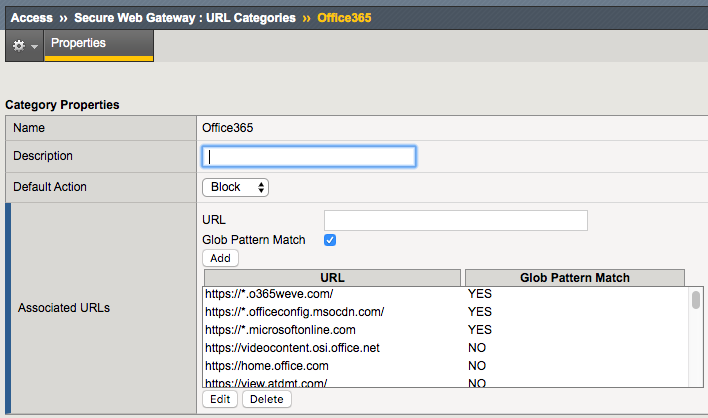 Access ›› Secure Web Gateway : URL Categories ›› Office365
Properties
Category Properties
Name Office365
Description
Default Action Block
Associated URLs
URL
Glob Pattern Match
Add
URL Glob Pattern Match
https://*.o365weve.com/ YES
https://*.officeconfig.msocdn.com/ YES
https://*.microsoftonline.com YES
https://videocontent.osi.office.net NO
https://home.office.com NO
https://view.atdmt.com/ NO
Edit Delete